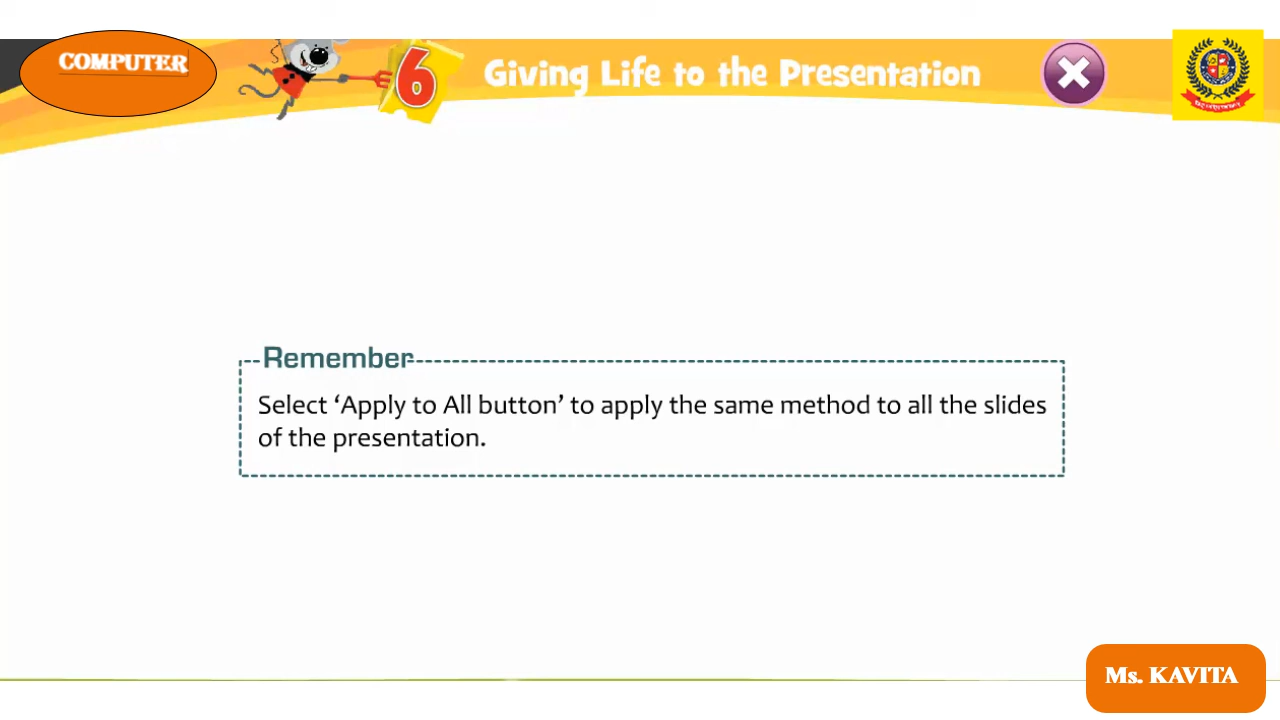 COMPUTER
6
Giving Life to the Presentation
Remember
Select ‘Apply to All button’ to apply the same method to all the slides
of the presentation.
Ms. KAVITA